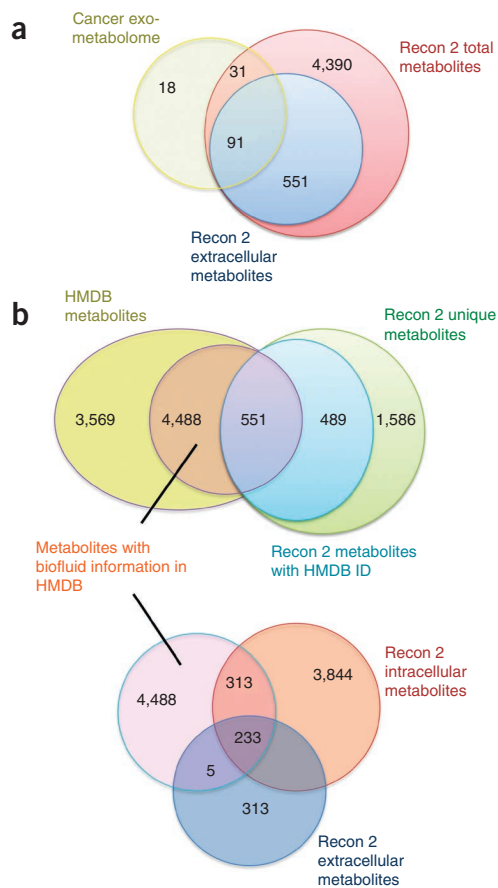 a
Cancer exo-
metabolome
18
31
4,390
Recon 2 total
metabolites
91
551
Recon 2
extracellular
metabolites
b
HMDB
metabolites
Recon 2 unique
metabolites
3,569
4,488
551
489
1,586
Metabolites with
biofluid information in
HMDB
Recon 2 metabolites
with HMDB ID
4,488
313
3,844
Recon 2
intracellular
metabolites
233
5
313
Recon 2
extracellular
metabolites